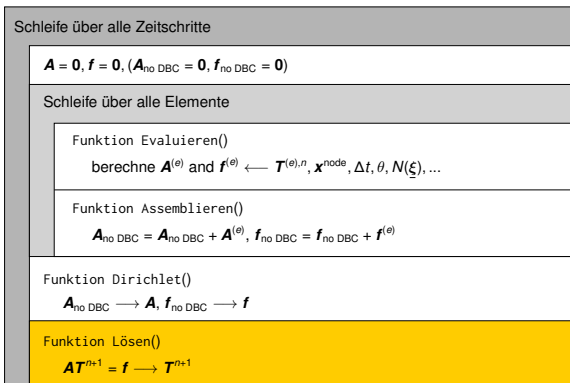 Schleife über alle Zeitschritte
A = 0, f = 0, (A_no DBC = 0, f_no DBC = 0)
Schleife über alle Elemente
Funktion Evaluieren()
berechne A^(e) and f^(e) ⟵ T^(e),n, x^node, Δt, θ, N(ξ), ...
Funktion Assemblieren()
A_no DBC = A_no DBC + A^(e), f_no DBC = f_no DBC + f^(e)
Funktion Dirichlet()
A_no DBC ⟶ A, f_no DBC ⟶ f
Funktion Lösen()
AT^n+1 = f ⟶ T^n+1